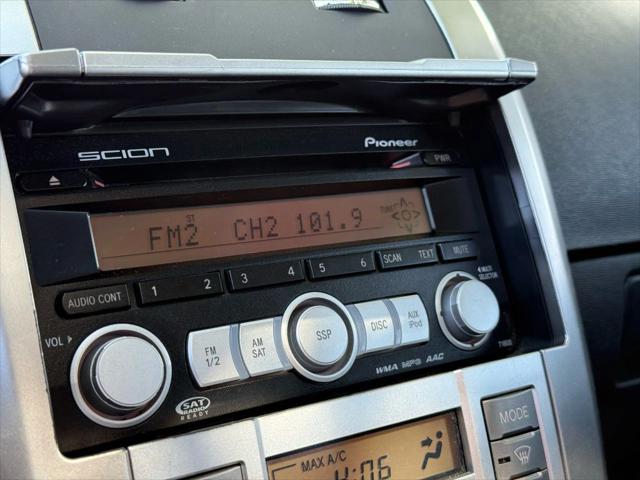 SCION
Pioneer
PWR
ST
FM2 CH2 101.9 TUNE
AUDIO CONT 1 2 3 4 5 6 SCAN TEXT MUTE
MULTI
SELECTOR
VOL
FM
1/2
AM
SAT
SSP
DISC
AUX
iPod
SAT
RADIO
READY
WMA MP3 AAC
MODE
MAX A/C
4:06